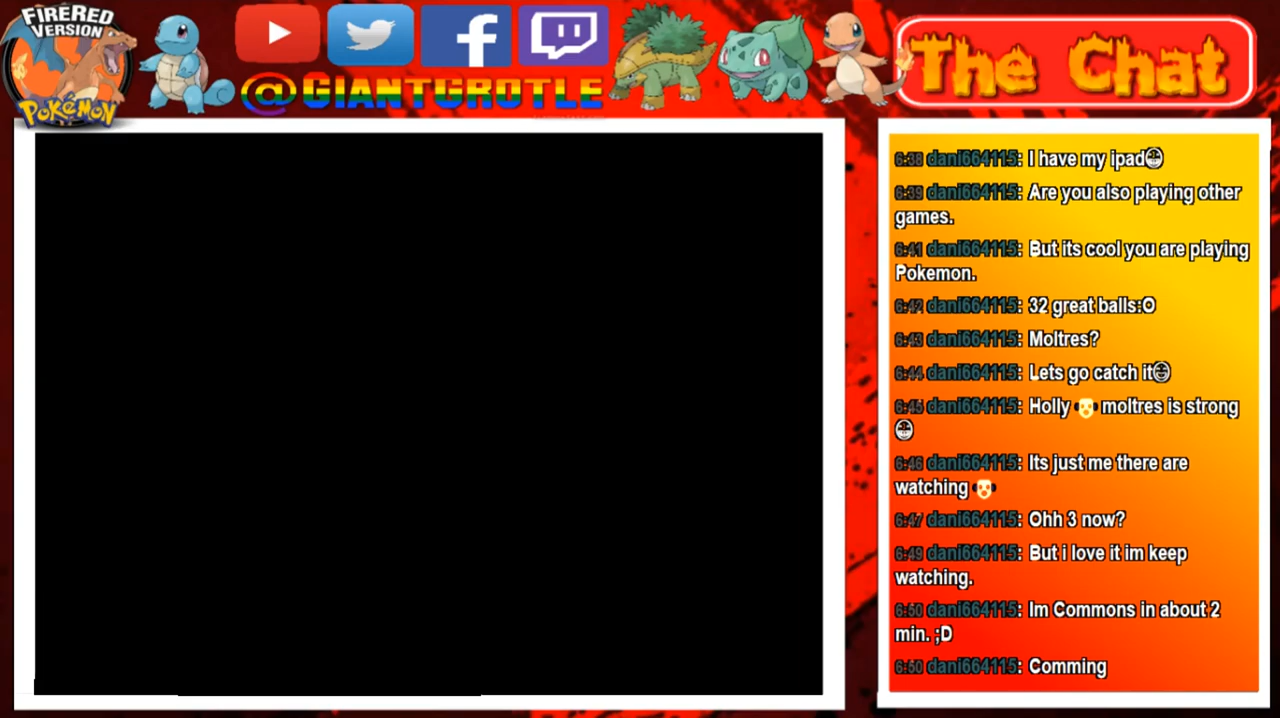 FIRERED
VERSION
POKéMON
@GIANTGROTLE
The Chat
6:38 dani664115: I have my ipad
6:39 dani664115: Are you also playing other
games.
6:41 dani664115: But its cool you are playing
Pokemon.
6:42 dani664115: 32 great balls:O
6:43 dani664115: Moltres?
6:44 dani664115: Lets go catch it
6:45 dani664115: Holly moltres is strong
6:46 dani664115: Its just me there are
watching
6:47 dani664115: Ohh 3 now?
6:49 dani664115: But i love it im keep
watching.
6:50 dani664115: Im Commons in about 2
min. ;D
6:50 dani664115: Comming